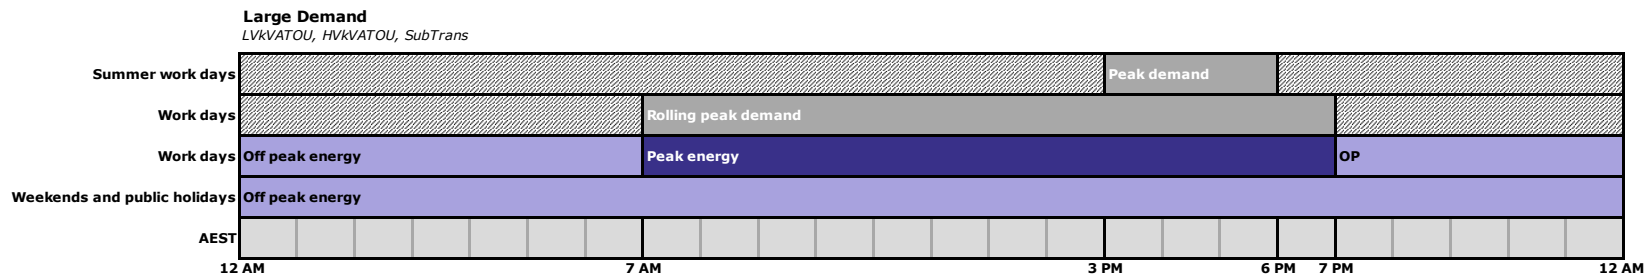 Large Demand
LVkVATOU, HVkVATOU, SubTrans
Summer work days Peak demand
Work days Rolling peak demand
Work days Off peak energy Peak energy OP
Weekends and public holidays Off peak energy
AEST
12 AM 7 AM 3 PM 6 PM 7 PM 12 AM